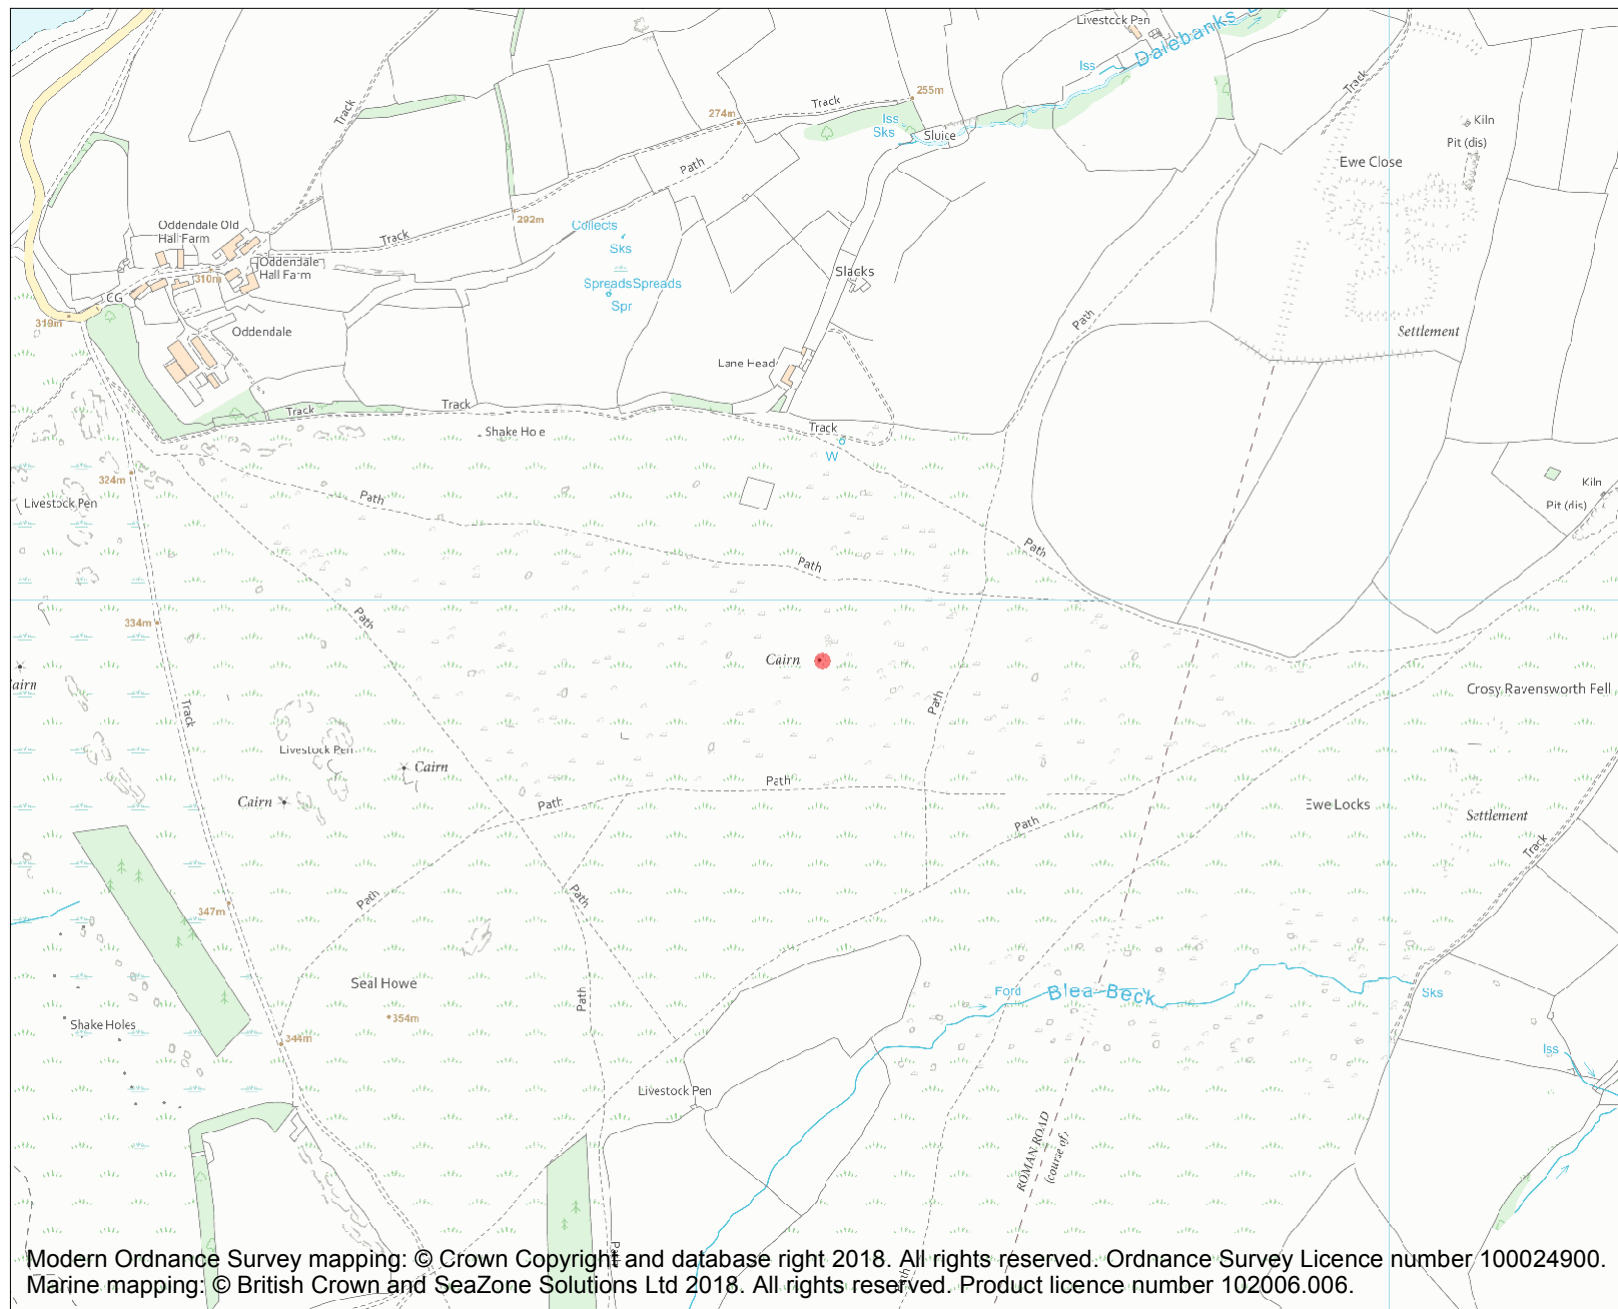 Livestock Pen
Dalebanks
Iss
Track
255m
Track
Track
274m
Iss
Sks
Sluice
Kiln
Pit (dis)
Ewe Close
Path
292m
Oddendale Old
Hall Farm
Collects
Sks
Track
Oddendale
Hall Farm
310m
Slacks
SpreadsSpreads
Spr
CG
319m
Oddendale
Path
Settlement
Lane Head
Track
Track
Shake Hole
Track
W
324m
Livestock Pen
Path
Kiln
Pit (dis)
Path
Path
334m
Path
Cairn
airn
Crosy Ravensworth Fell
Track
Path
Livestock Pen
Cairn
Cairn
Path
Path
Path
Ewe Locks
Settlement
Track
Path
Path
347m
Seal Howe
354m
Path
Ford
Blea Beck
Sks
Shake Holes
344m
Iss
Livestock Pen
ROMAN ROAD
(course of)
Path
Path
Modern Ordnance Survey mapping: © Crown Copyright and database right 2018. All rights reserved. Ordnance Survey Licence number 100024900.
Marine mapping: © British Crown and SeaZone Solutions Ltd 2018. All rights reserved. Product licence number 102006.006.